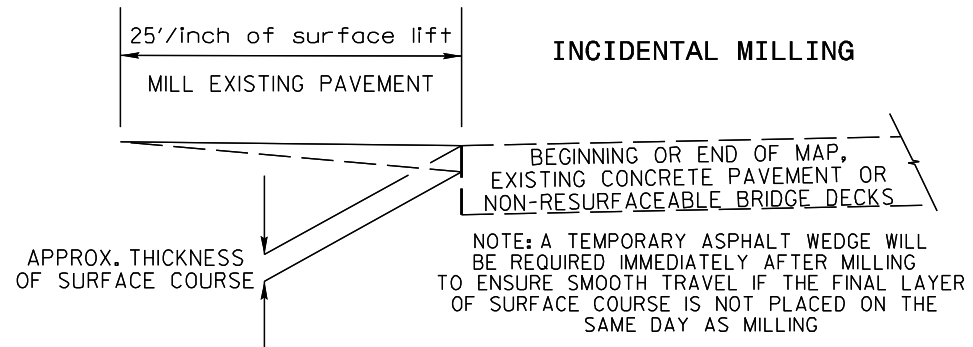 25'/inch of surface lift
INCIDENTAL MILLING
MILL EXISTING PAVEMENT
BEGINNING OR END OF MAP,
EXISTING CONCRETE PAVEMENT OR
NON-RESURFACEABLE BRIDGE DECKS
APPROX. THICKNESS
OF SURFACE COURSE
NOTE: A TEMPORARY ASPHALT WEDGE WILL
BE REQUIRED IMMEDIATELY AFTER MILLING
TO ENSURE SMOOTH TRAVEL IF THE FINAL LAYER
OF SURFACE COURSE IS NOT PLACED ON THE
SAME DAY AS MILLING